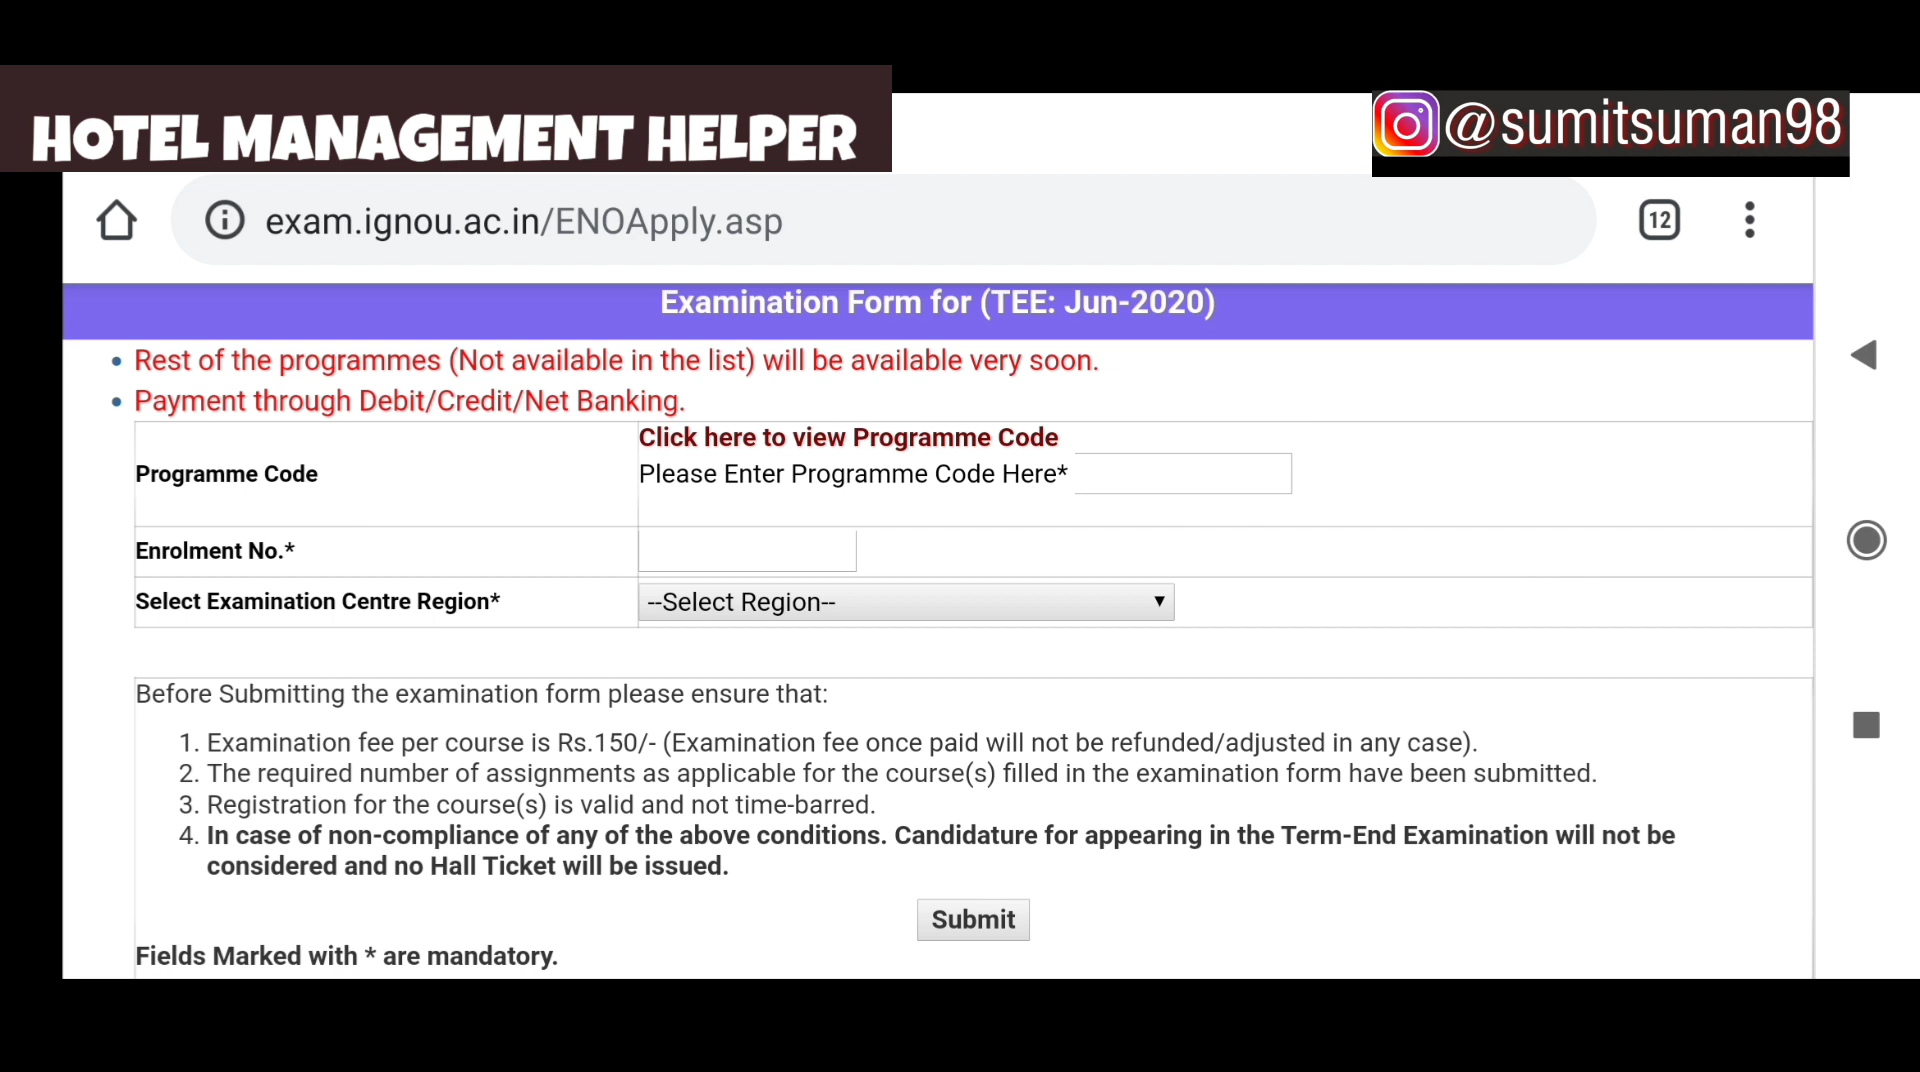 HOTEL MANAGEMENT HELPER
@sumitsuman98
exam.ignou.ac.in/ENOApply.asp
12
Examination Form for (TEE: Jun-2020)
• Rest of the programmes (Not available in the list) will be available very soon.
• Payment through Debit/Credit/Net Banking.
Click here to view Programme Code
Programme Code
Please Enter Programme Code Here*
Enrolment No.*
Select Examination Centre Region*
--Select Region--
Before Submitting the examination form please ensure that:
1. Examination fee per course is Rs.150/- (Examination fee once paid will not be refunded/adjusted in any case).
2. The required number of assignments as applicable for the course(s) filled in the examination form have been submitted.
3. Registration for the course(s) is valid and not time-barred.
4. In case of non-compliance of any of the above conditions. Candidature for appearing in the Term-End Examination will not be
considered and no Hall Ticket will be issued.
Submit
Fields Marked with * are mandatory.